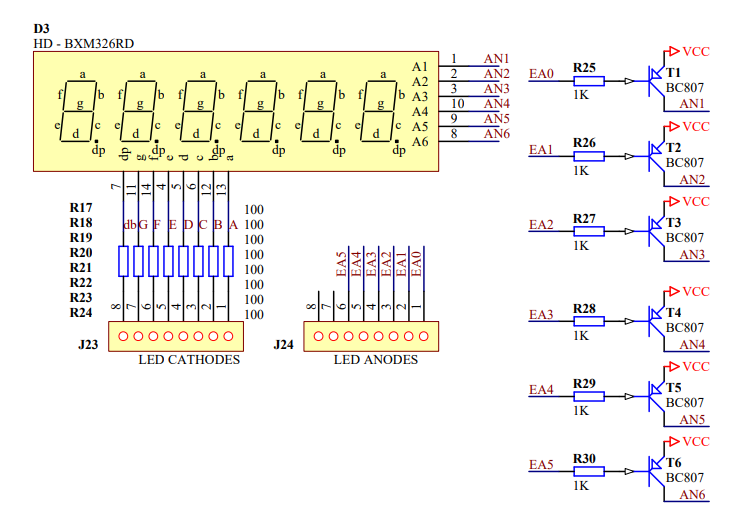 D3
HD - BXM326RD
a a a a a a
f b f b f b f b f b f b
g g g g g g
e c e c e c e c e c e c
d d d d d d
dp dp dp dp dp dp
A1 1 AN1
A2 2 AN2
A3 3 AN3
A4 10 AN4
A5 9 AN5
A6 8 AN6
dp g f e d c b a
7 11 14 4 5 6 12 13
db G F E D C B A
R17 100
R18 100
R19 100
R20 100
R21 100
R22 100
R23 100
R24 100
8 7 6 5 4 3 2 1
J23
LED CATHODES
EA5 EA4 EA3 EA2 EA1 EA0
8 7 6 5 4 3 2 1
J24
LED ANODES
VCC
EA0 R25 T1
1K BC807
AN1
VCC
EA1 R26 T2
1K BC807
AN2
VCC
EA2 R27 T3
1K BC807
AN3
VCC
EA3 R28 T4
1K BC807
AN4
VCC
EA4 R29 T5
1K BC807
AN5
VCC
EA5 R30 T6
1K BC807
AN6